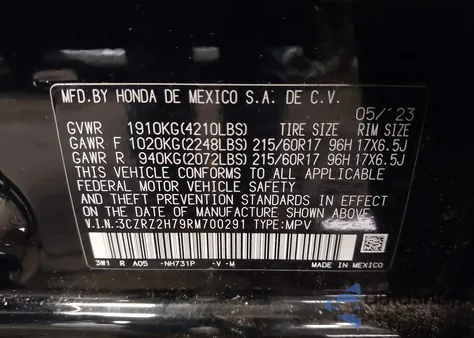 MFD.BY HONDA DE MEXICO S.A. DE C.V.
05/'23
GVWR 1910KG(4210LBS) TIRE SIZE RIM SIZE
GAWR F 1020KG(2248LBS) 215/60R17 96H 17X6.5J
GAWR R 940KG(2072LBS) 215/60R17 96H 17X6.5J
THIS VEHICLE CONFORMS TO ALL APPLICABLE
FEDERAL MOTOR VEHICLE SAFETY
AND THEFT PREVENTION STANDARDS IN EFFECT
ON THE DATE OF MANUFACTURE SHOWN ABOVE.
V.I.N.:3CZRZ2H79RM700291 TYPE:MPV
3W1 R A05 -NH731P -V -M MADE IN MEXICO